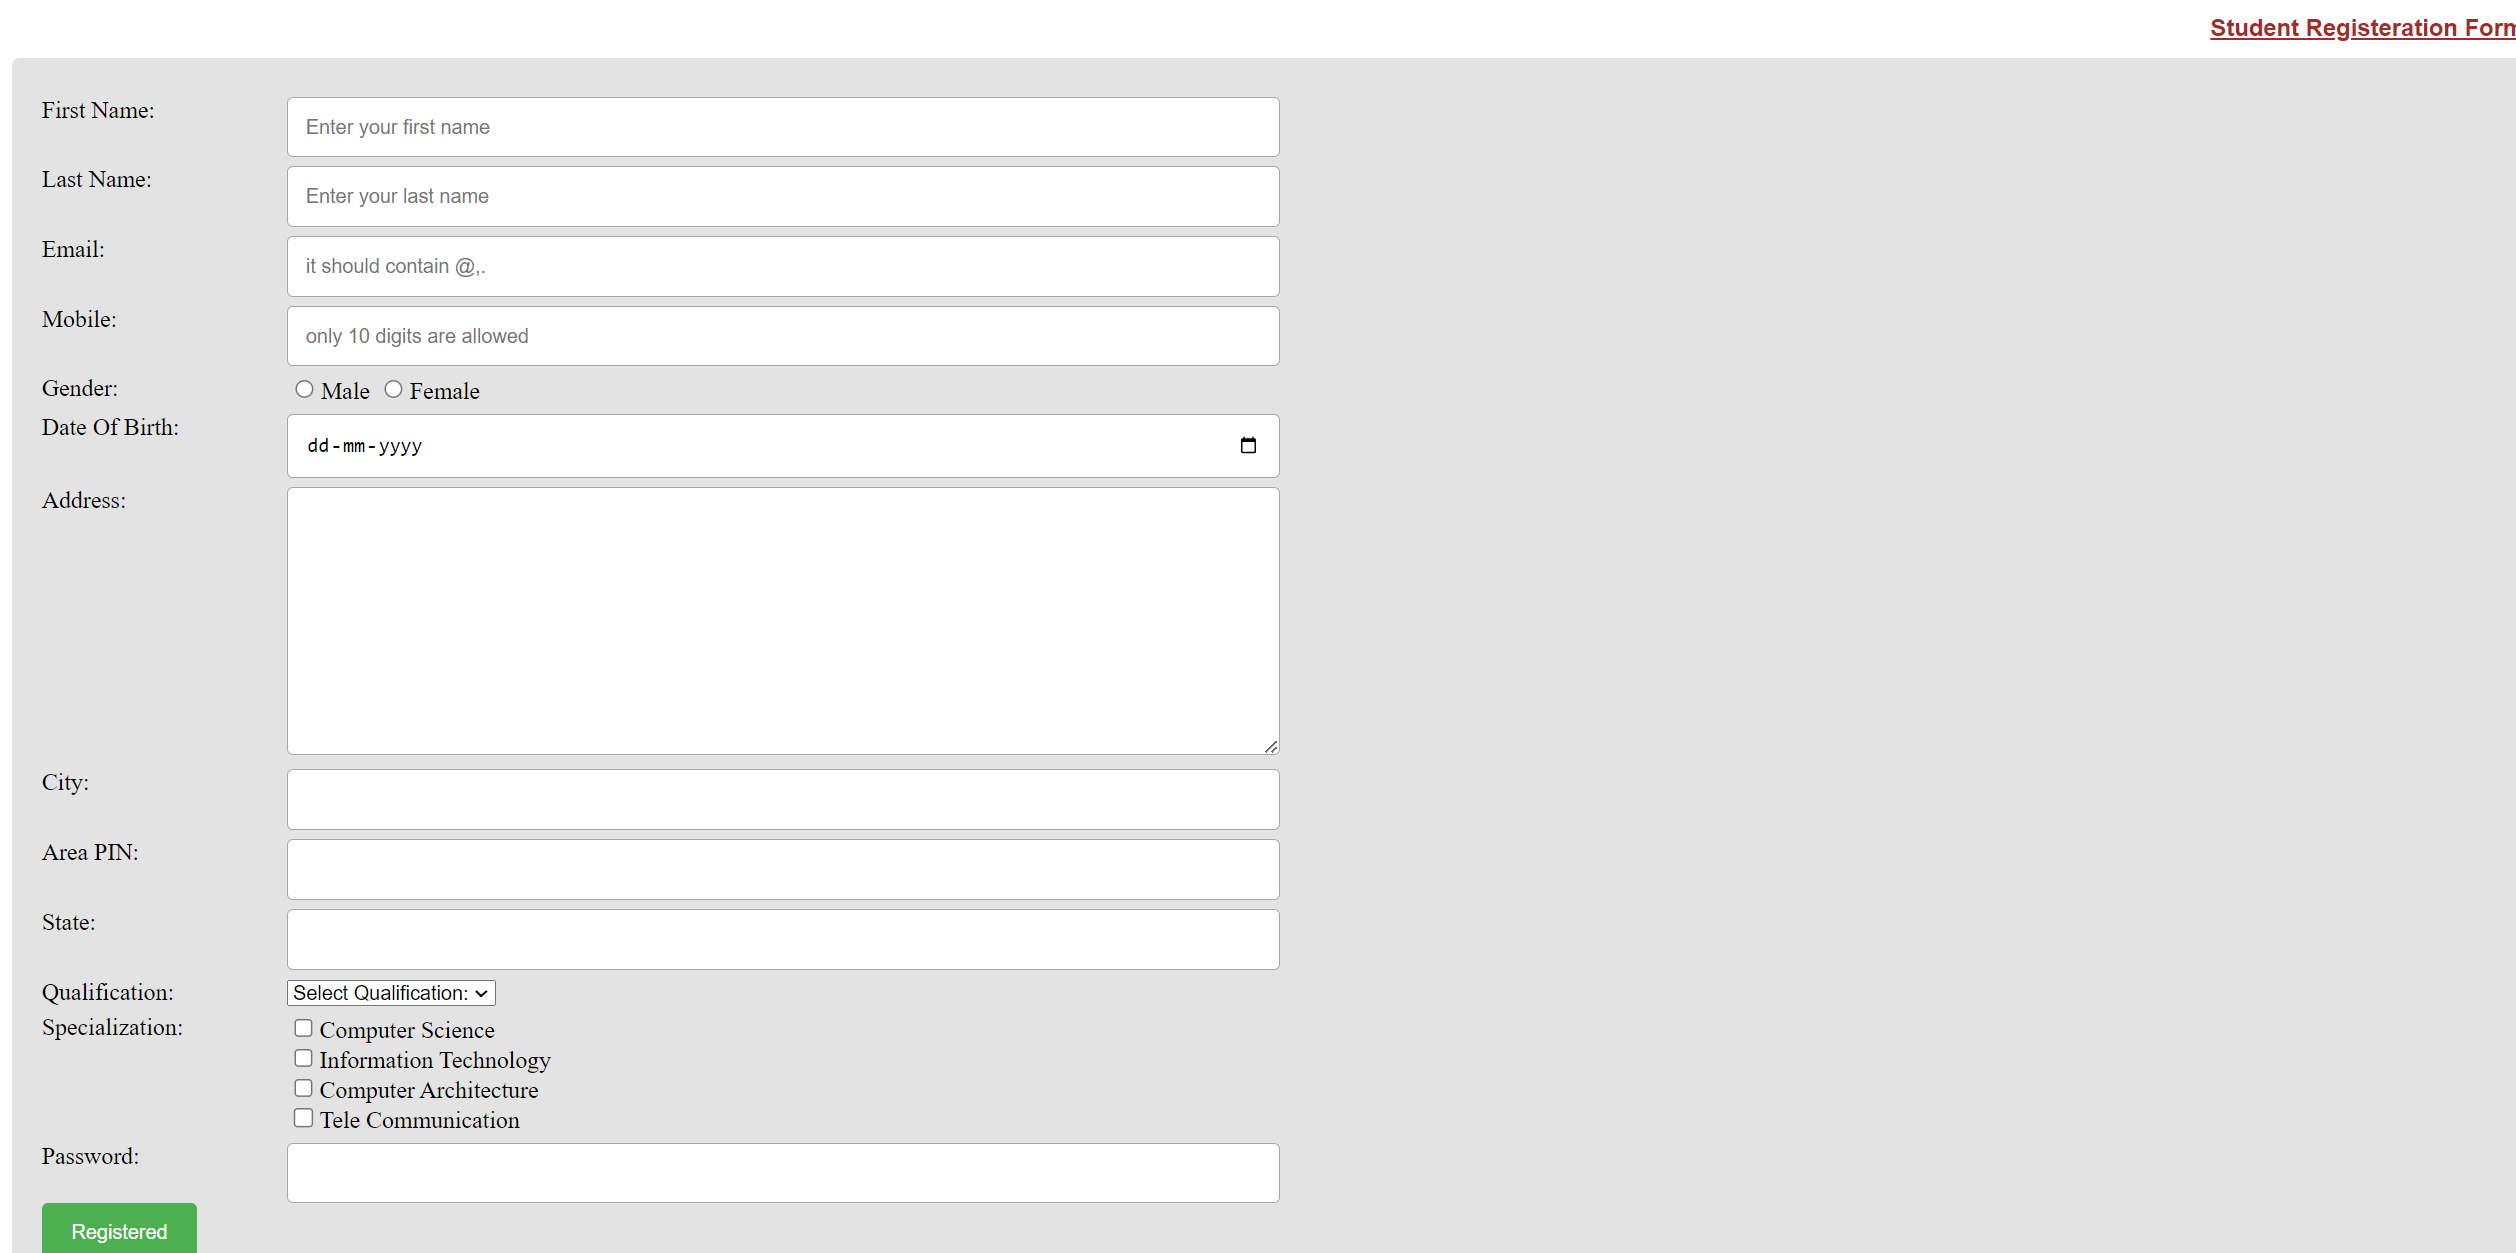 Student Registeration Form
First Name:
Enter your first name
Last Name:
Enter your last name
Email:
it should contain @,.
Mobile:
only 10 digits are allowed
Gender: Male Female
Date Of Birth:
dd-mm-yyyy
Address:
City:
Area PIN:
State:
Qualification: Select Qualification:
Specialization: Computer Science
Information Technology
Computer Architecture
Tele Communication
Password:
Registered